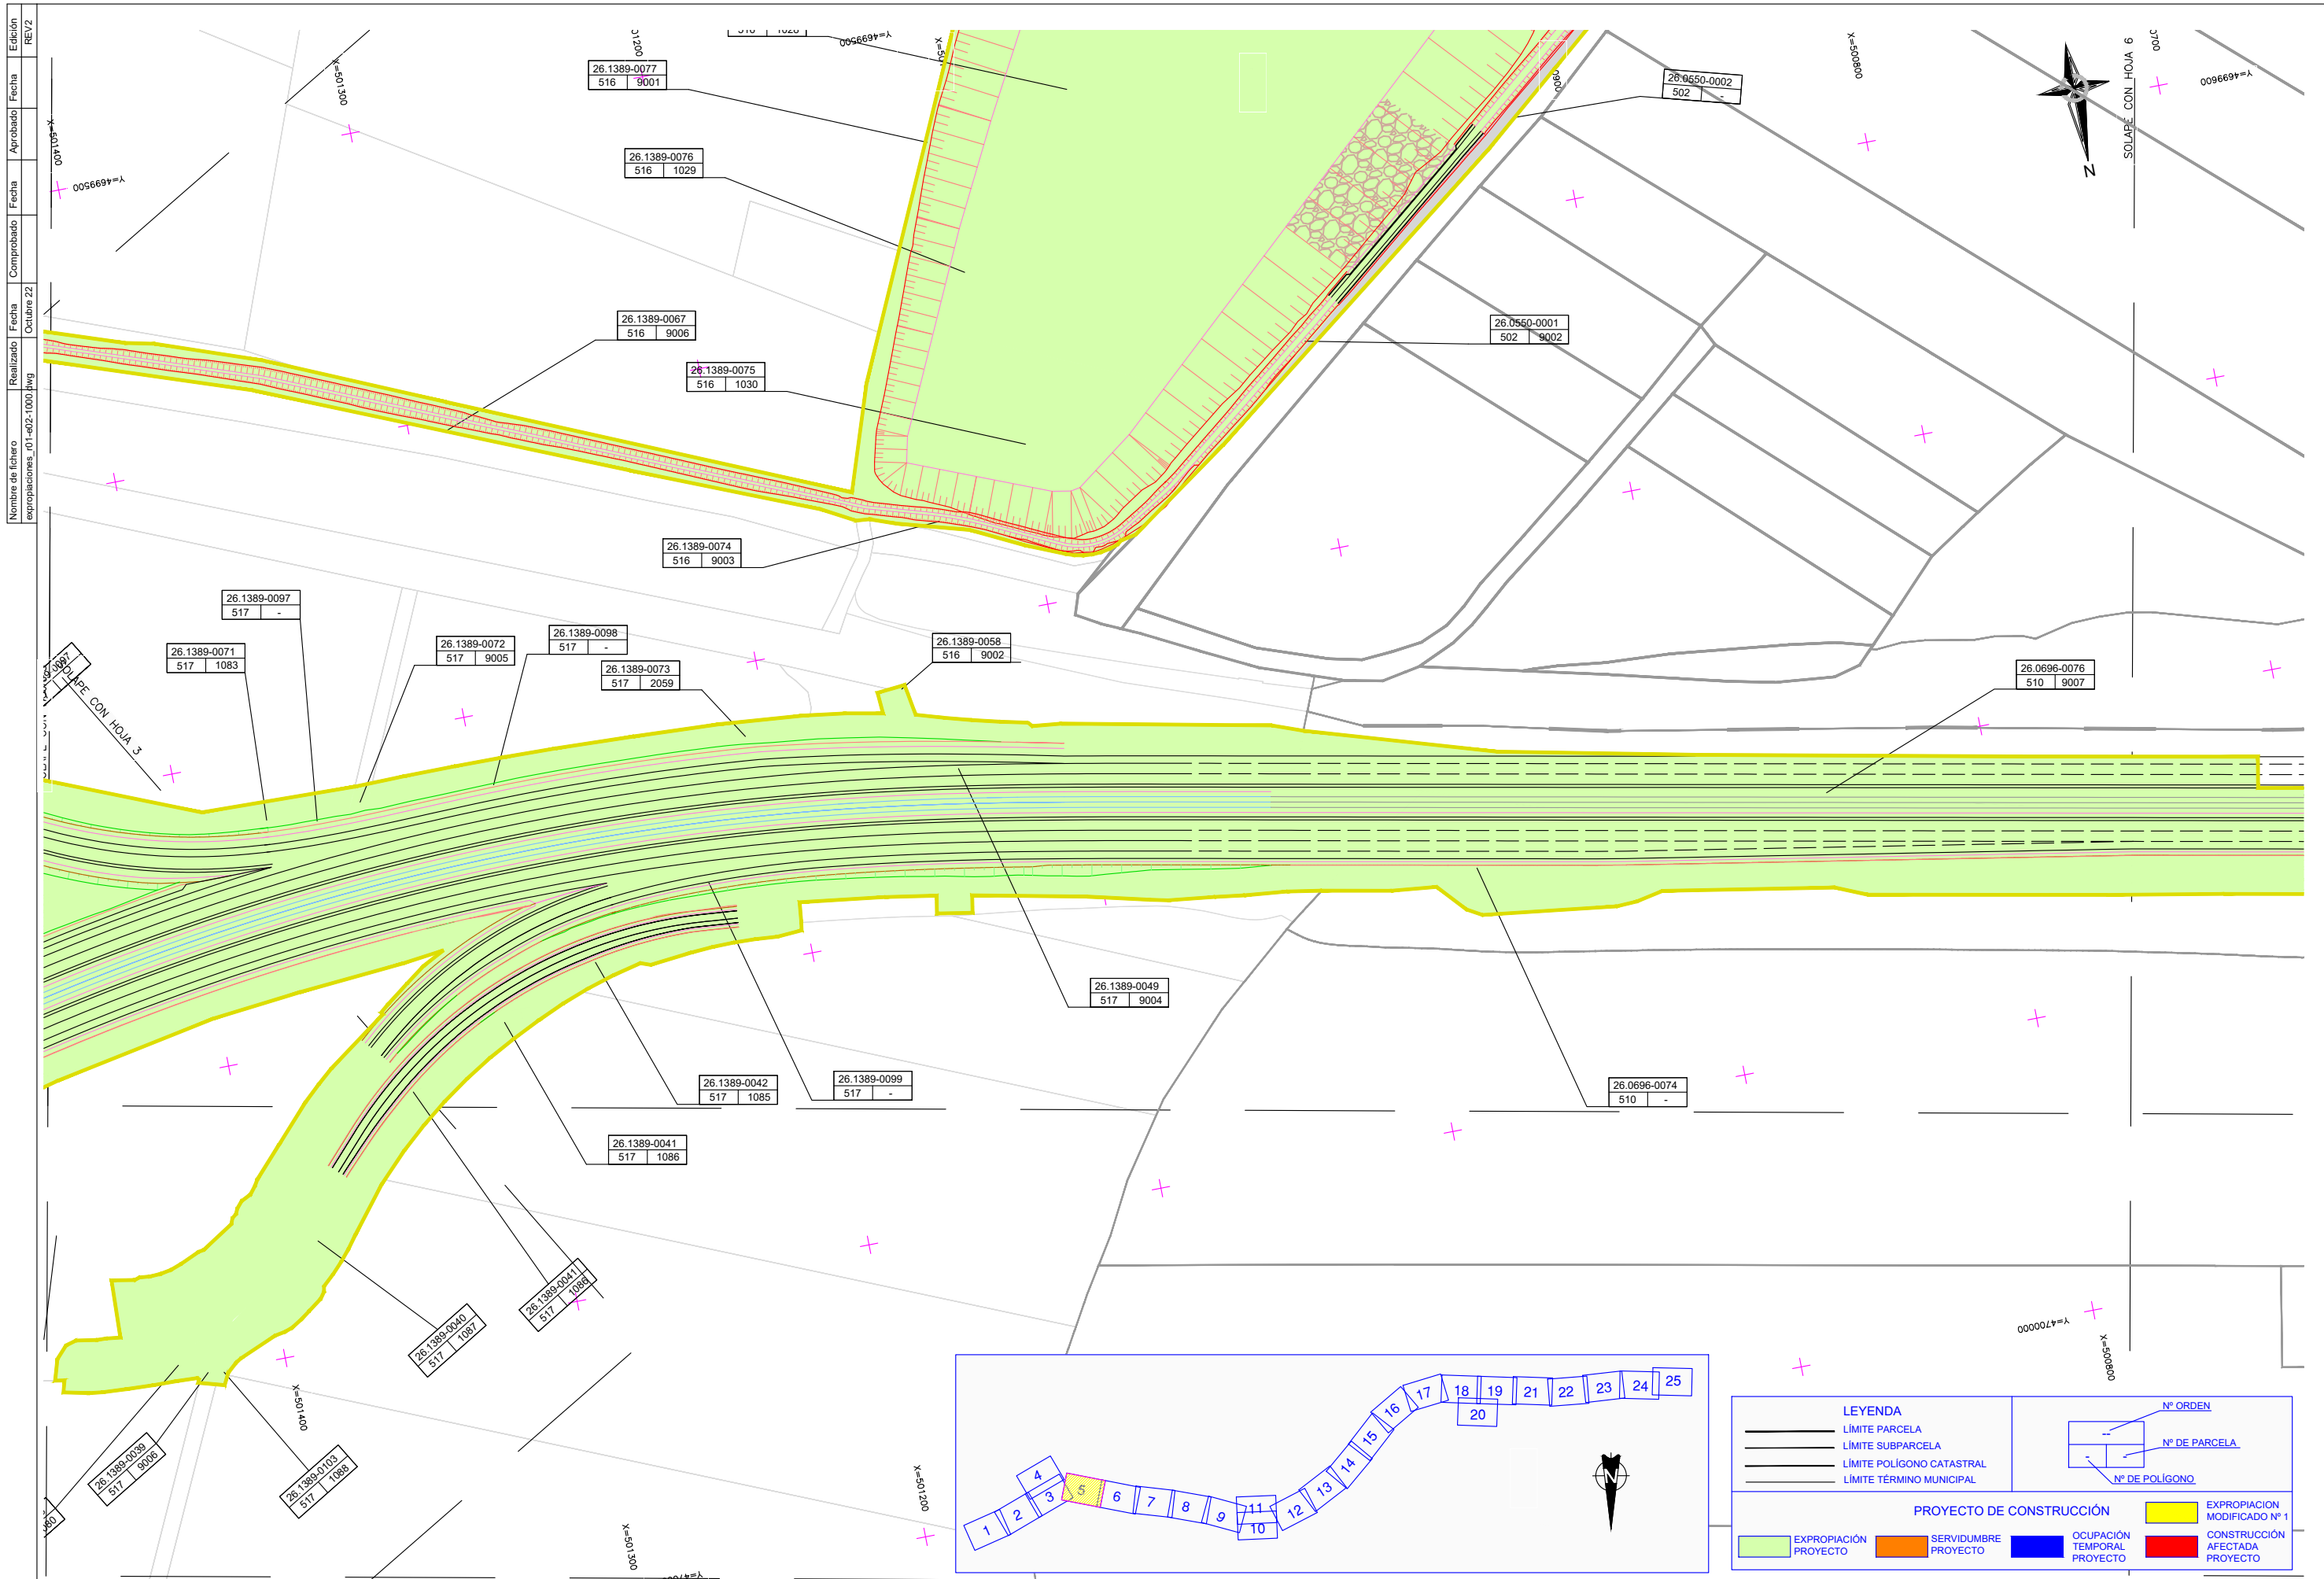 Edición
REV2
Fecha
Aprobado
Fecha
Comprobado
Fecha
Octubre 22
Realizado
Nombre de fichero
expropiaciones_r01-e02-1000.dwg
X=501400
Y=4699500
X=501300
Y=4699500
X=500800
Y=4699600
SOLAPE CON HOJA 6
N
26.1389-0077
516 9001
26.0550-0002
502 -
26.1389-0076
516 1029
26.1389-0067
516 9006
26.0550-0001
502 9002
26.1389-0075
516 1030
26.1389-0074
516 9003
26.1389-0097
517 -
26.1389-0098
517 -
26.1389-0072
517 9005
26.1389-0071
517 1083
26.1389-0058
516 9002
26.1389-0073
517 2059
26.0696-0076
510 9007
SOLAPE CON HOJA 3
26.1389-0049
517 9004
26.1389-0042
517 1085
26.1389-0099
517 -
26.0696-0074
510 -
26.1389-0041
517 1086
26.1389-0041
517 1086
26.1389-0040
517 1087
26.1389-0039
517 9006
26.1389-0103
517 1088
X=501400
X=501300
X=501200
Y=4700000
X=500800
1
2
3
4
5
6
7
8
9
10
11
12
13
14
15
16
17
18
19
20
21
22
23
24
25
N
LEYENDA
LÍMITE PARCELA
LÍMITE SUBPARCELA
LÍMITE POLÍGONO CATASTRAL
LÍMITE TÉRMINO MUNICIPAL
Nº ORDEN
--
- -
Nº DE PARCELA
Nº DE POLÍGONO
PROYECTO DE CONSTRUCCIÓN
EXPROPIACION
MODIFICADO Nº 1
EXPROPIACIÓN
PROYECTO
SERVIDUMBRE
PROYECTO
OCUPACIÓN
TEMPORAL
PROYECTO
CONSTRUCCIÓN
AFECTADA
PROYECTO